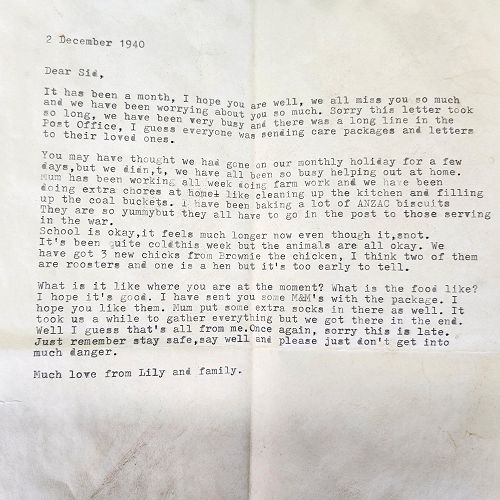 2 December 1940
Dear Sid,
It has been a month, I hope you are well, we all miss you so much
and we have been worrying about you so much. Sorry this letter took
so long, we have been very busy and there was a long line in the
Post Office, I guess everyone was sending care packages and letters
to their loved ones.
You may have thought we had gone on our monthly holiday for a few
days,but we didn,t, we have all been so busy helping out at home.
Mum has been working all week doing farm work and we have been
doing extra chores at home like cleaning up the kitchen and filling
up the coal buckets. I have been baking a lot of ANZAC biscuits
They are so yummybut they all have to go in the post to those serving
in the war.
School is okay,it feels much longer now even though it,snot.
It's been quite coldthis week but the animals are all okay. We
have got 3 new chicks from Brownie the chicken, I think two of them
are roosters and one is a hen but it's too early to tell.
What is it like where you are at the moment? What is the food like?
I hope it's good. I have sent you some M&M's with the package. I
hope you like them. Mum put some extra socks in there as well. It
took us a while to gather everything but we got there in the end.
Well I guess that's all from me.Once again, sorry this is late.
Just remember stay safe,say well and please just don't get into
much danger.
Much love from Lily and family.